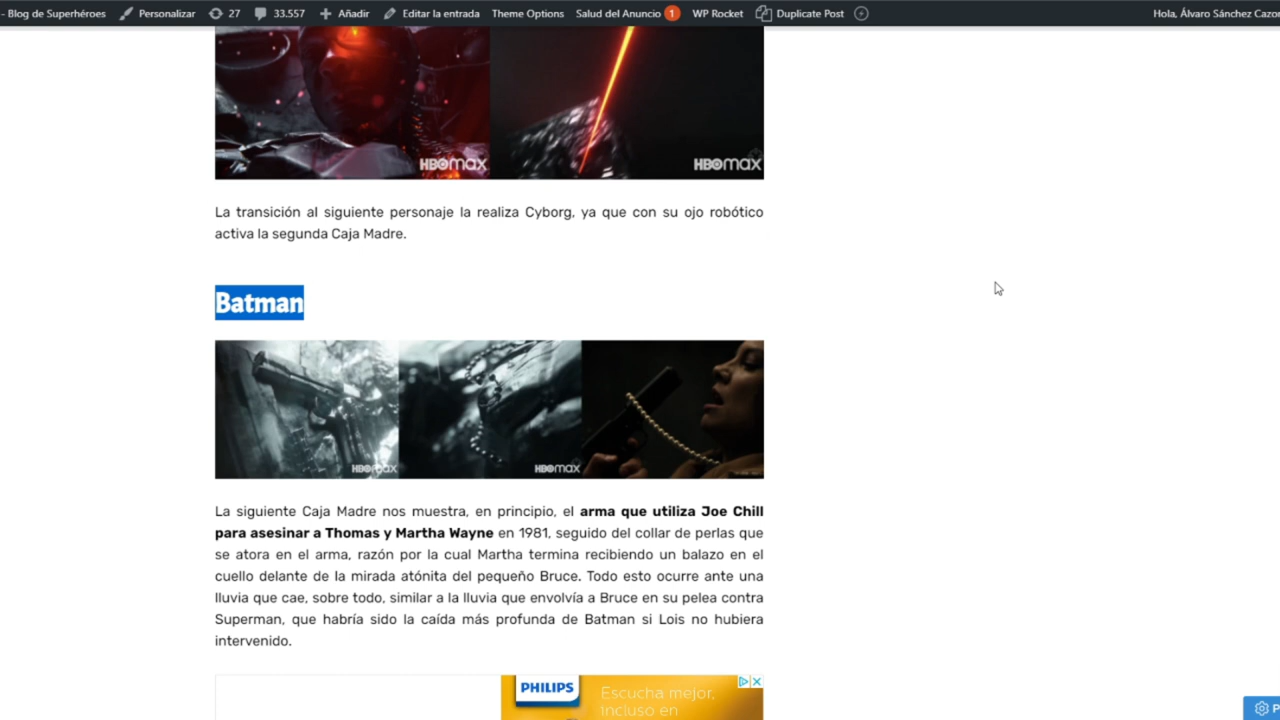 - Blog de Superhéroes Personalizar 27 33.557 Añadir Editar la entrada Theme Options Salud del Anuncio 1 WP Rocket Duplicate Post Hola, Álvaro Sánchez Cazor
HBOmax HBOmax
La transición al siguiente personaje la realiza Cyborg, ya que con su ojo robótico
activa la segunda Caja Madre.
Batman
HBOmax HBOmax
La siguiente Caja Madre nos muestra, en principio, el arma que utiliza Joe Chill
para asesinar a Thomas y Martha Wayne en 1981, seguido del collar de perlas que
se atora en el arma, razón por la cual Martha termina recibiendo un balazo en el
cuello delante de la mirada atónita del pequeño Bruce. Todo esto ocurre ante una
lluvia que cae, sobre todo, similar a la lluvia que envolvía a Bruce en su pelea contra
Superman, que habría sido la caída más profunda de Batman si Lois no hubiera
intervenido.
PHILIPS
Escucha mejor,
incluso en
P